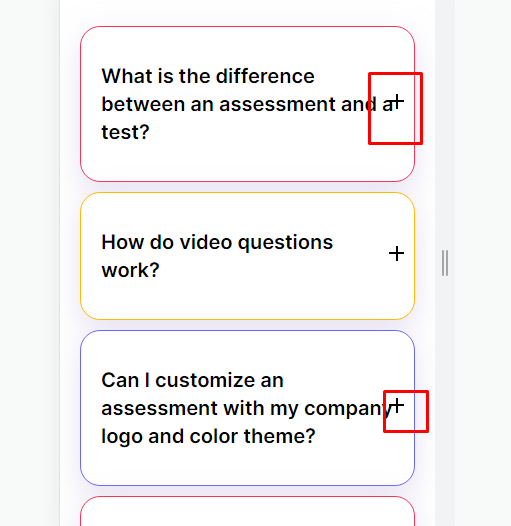 What is the difference
between an assessment and a
test?
How do video questions
work?
Can I customize an
assessment with my company
logo and color theme?